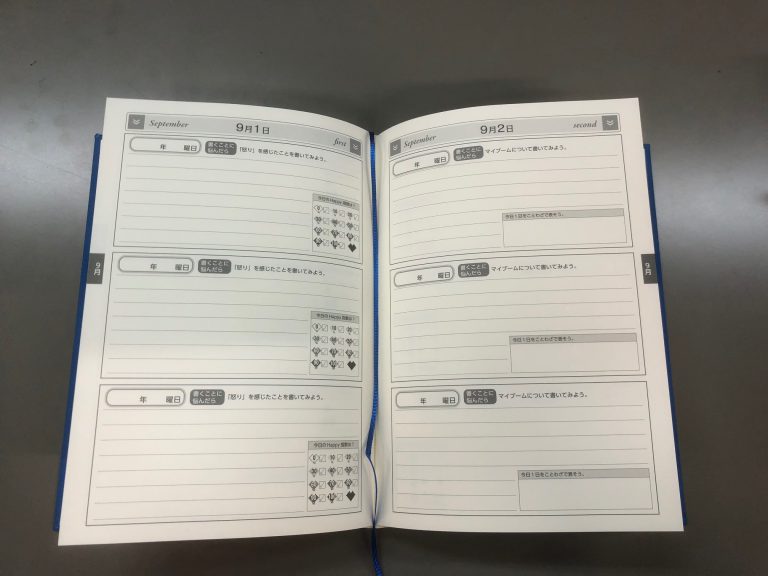 September
9月1日
first
年 曜日
書くことに
悩んだら
「怒り」を感じたことを書いてみよう。
今日のHappy指数は!
年 曜日
書くことに
悩んだら
「怒り」を感じたことを書いてみよう。
今日のHappy指数は!
年 曜日
書くことに
悩んだら
「怒り」を感じたことを書いてみよう。
今日のHappy指数は!
9月
September
9月2日
second
年 曜日
書くことに
悩んだら
マイブームについて書いてみよう。
今日1日をことわざで表そう。
年 曜日
書くことに
悩んだら
マイブームについて書いてみよう。
今日1日をことわざで表そう。
年 曜日
書くことに
悩んだら
マイブームについて書いてみよう。
今日1日をことわざで表そう。
9月